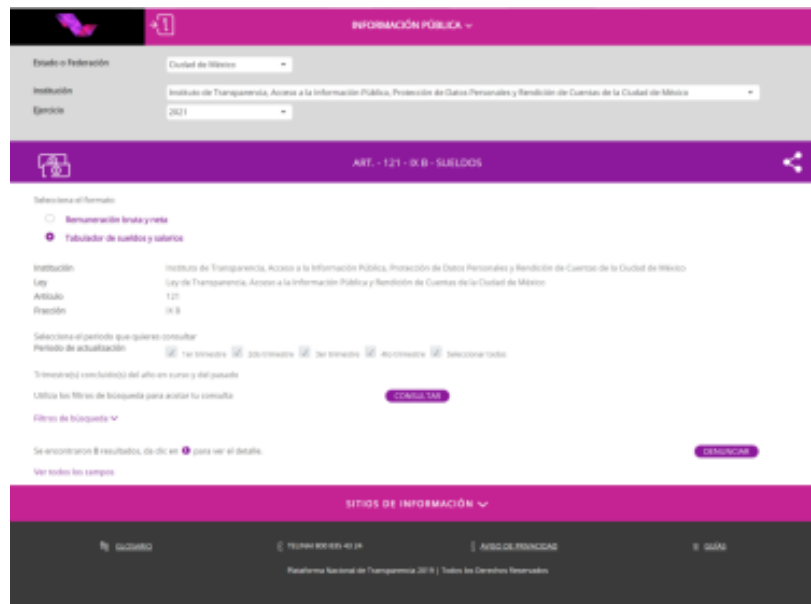 INFORMACIÓN PÚBLICA
Estado o Federación
Ciudad de México
Institución
Instituto de Transparencia, Acceso a la Información Pública, Protección de Datos Personales y Rendición de Cuentas de la Ciudad de México
Ejercicio
2021
ART. - 121 - IX B - SUELDOS
Selecciona el formato
Remuneración bruta y neta
Tabulador de sueldos y salarios
Institución Instituto de Transparencia, Acceso a la Información Pública, Protección de Datos Personales y Rendición de Cuentas de la Ciudad de México
Ley Ley de Transparencia, Acceso a la Información Pública y Rendición de Cuentas de la Ciudad de México
Artículo 121
Fracción IX B
Selecciona el periodo que quieres consultar
Periodo de actualización 1er trimestre 2do trimestre 3er trimestre 4to trimestre Seleccionar todos
Trimestre(s) concluido(s) del año en curso y del pasado
Utiliza los filtros de búsqueda para acotar tu consulta
CONSULTAR
Filtros de búsqueda
Se encontraron 0 resultados, da clic en para ver el detalle.
DENUNCIAR
Ver todos los campos
SITIOS DE INFORMACIÓN
GLOSARIO TELINAI 800 835 43 24 AVISO DE PRIVACIDAD GUÍAS
Plataforma Nacional de Transparencia 2019 | Todos los Derechos Reservados